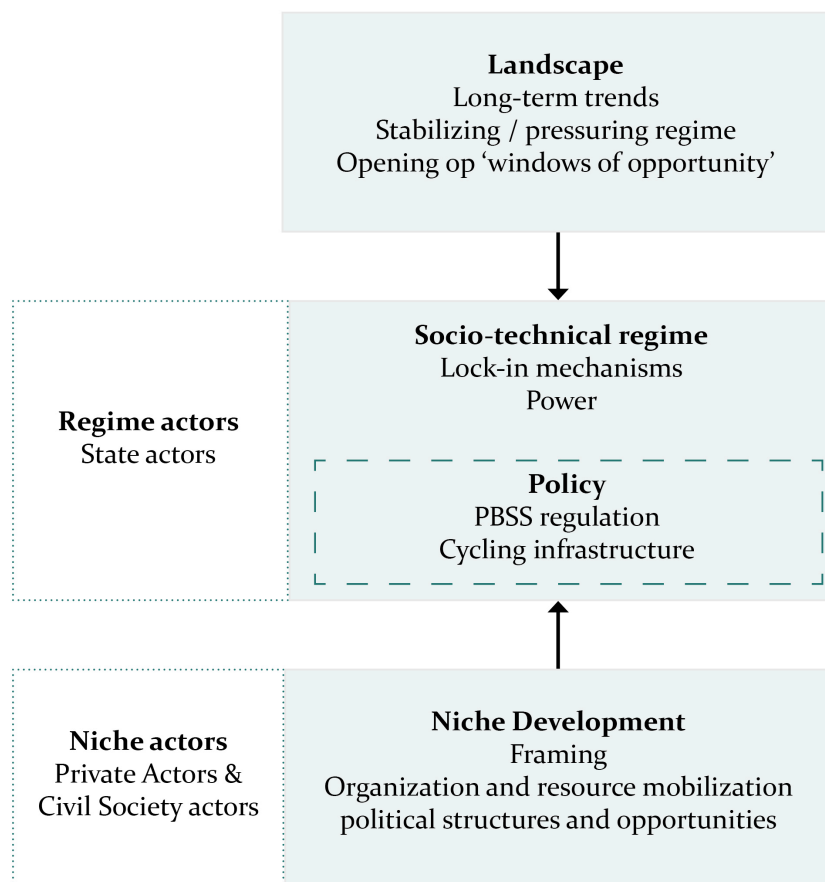 Landscape
Long-term trends
Stabilizing / pressuring regime
Opening op ‘windows of opportunity’
Regime actors
State actors
Socio-technical regime
Lock-in mechanisms
Power
Policy
PBSS regulation
Cycling infrastructure
Niche actors
Private Actors &
Civil Society actors
Niche Development
Framing
Organization and resource mobilization
political structures and opportunities